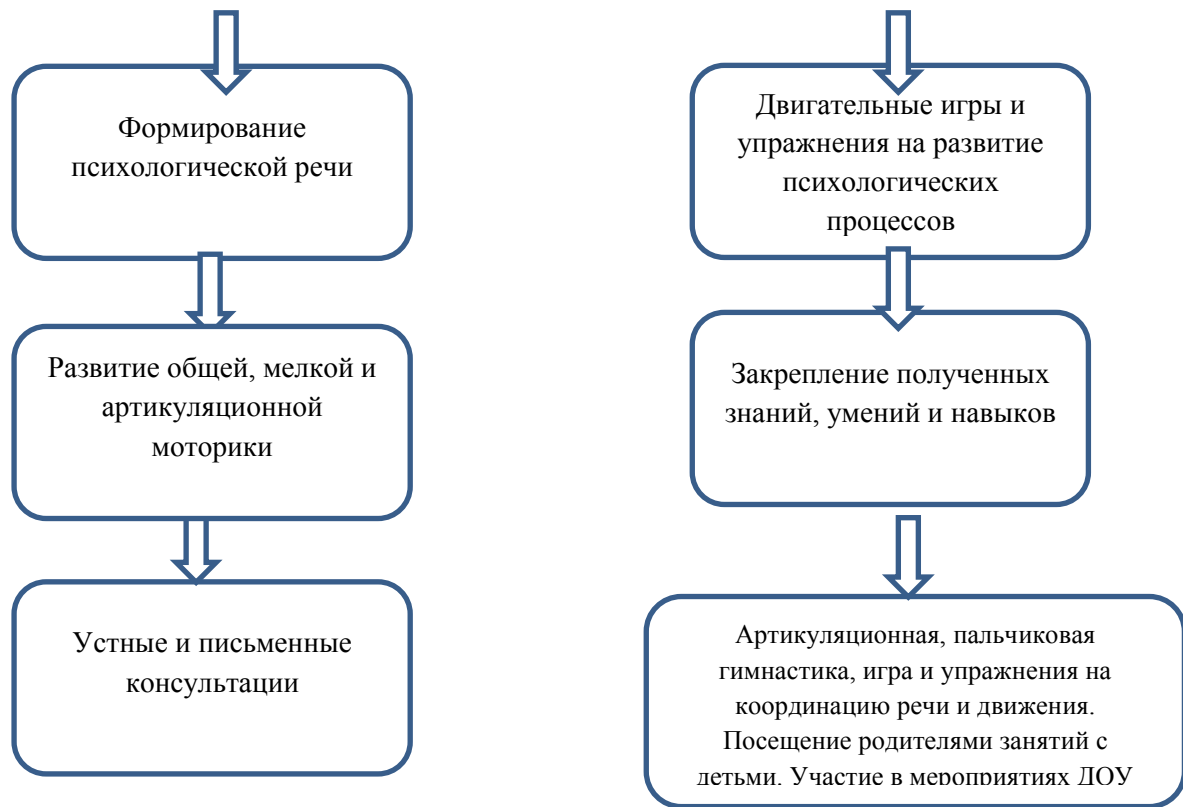 Формирование
психологической речи
Развитие общей, мелкой и
артикуляционной
моторики
Устные и письменные
консультации
Двигательные игры и
упражнения на развитие
психологических
процессов
Закрепление полученных
знаний, умений и навыков
Артикуляционная, пальчиковая
гимнастика, игра и упражнения на
координацию речи и движения.
Посещение родителями занятий с
детьми. Участие в мероприятиях ДОУ